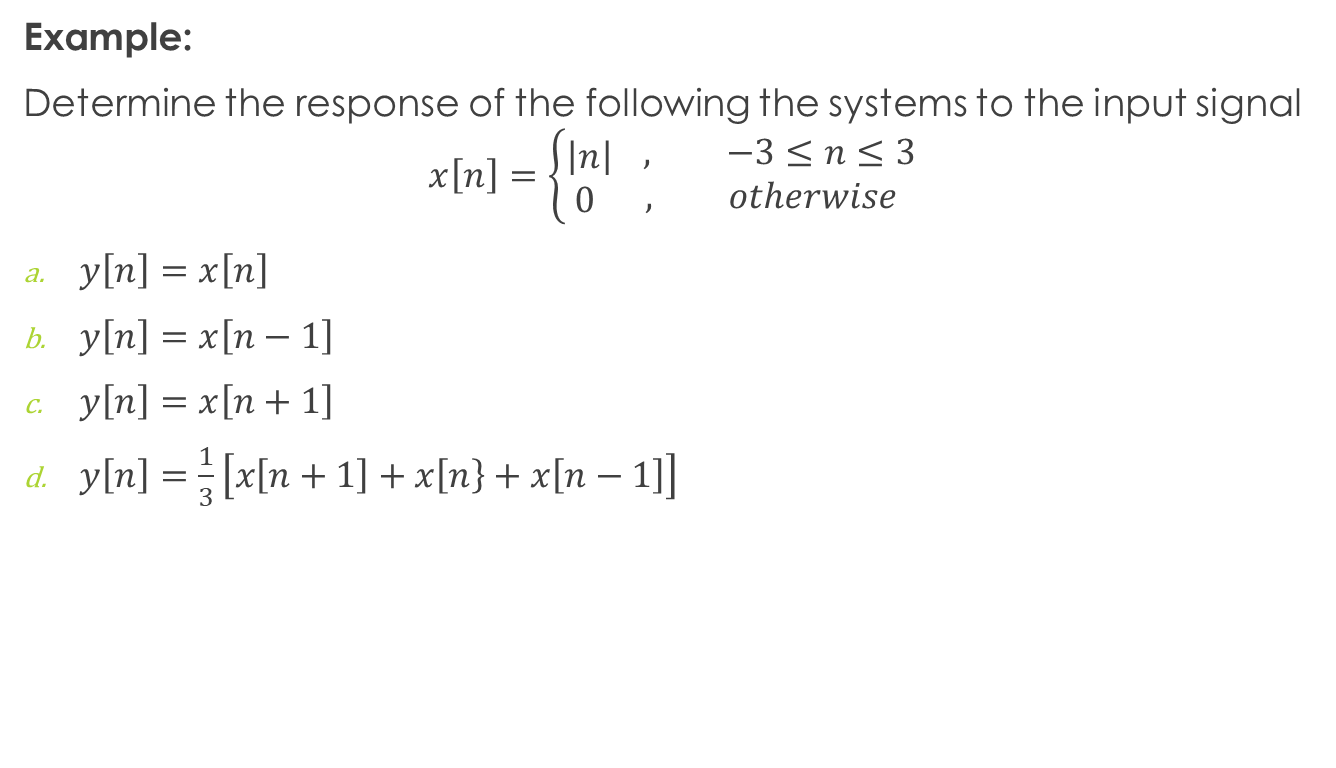 Example:
Determine the response of the following the systems to the input signal
x[n] = { |n| , −3 ≤ n ≤ 3
0 , otherwise
a. y[n] = x[n]
b. y[n] = x[n − 1]
c. y[n] = x[n + 1]
d. y[n] = 1/3 [x[n + 1] + x[n} + x[n − 1]]